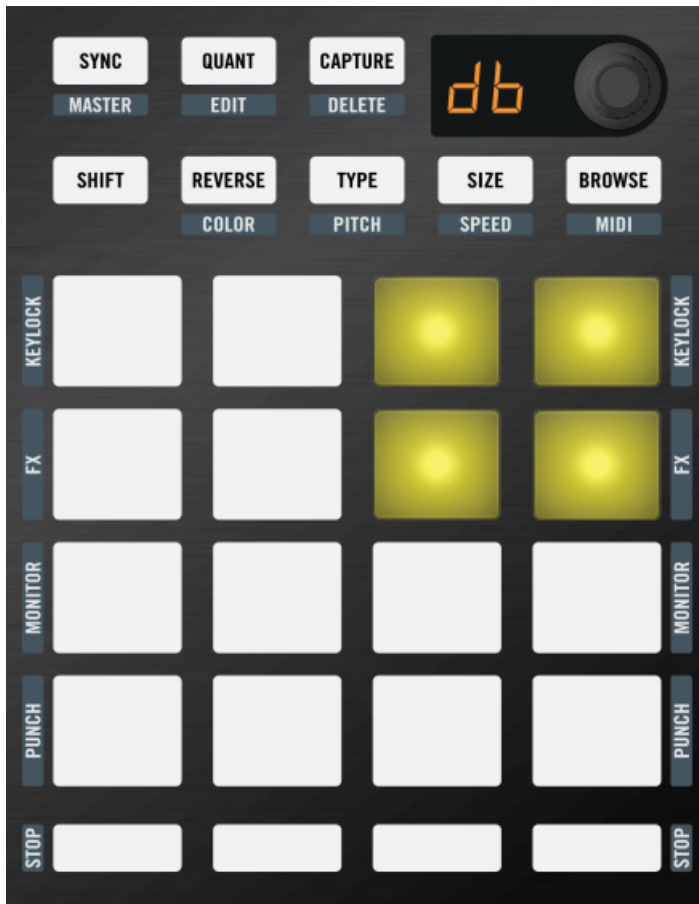 SYNC QUANT CAPTURE
db
MASTER EDIT DELETE
SHIFT REVERSE TYPE SIZE BROWSE
COLOR PITCH SPEED MIDI
KEYLOCK KEYLOCK
FX FX
MONITOR MONITOR
PUNCH PUNCH
STOP STOP